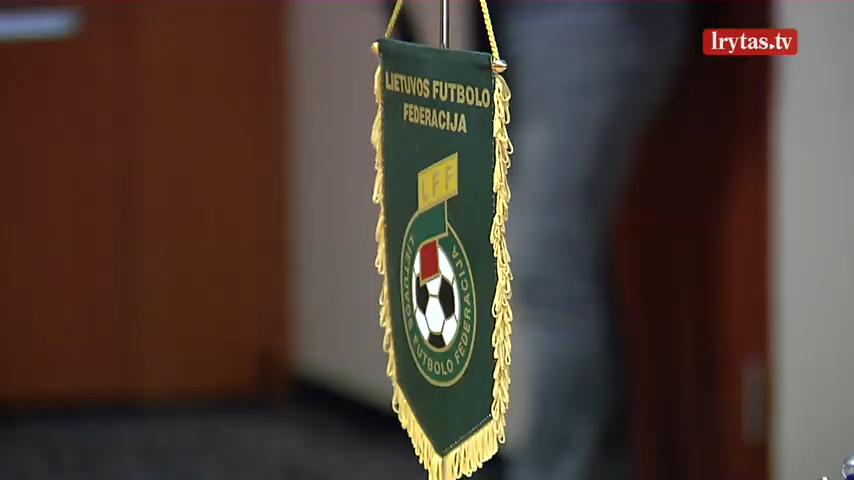 lrytas.tv
LIETUVOS FUTBOLO
FEDERACIJA
LFF
LIETUVOS FUTBOLO FEDERACIJA